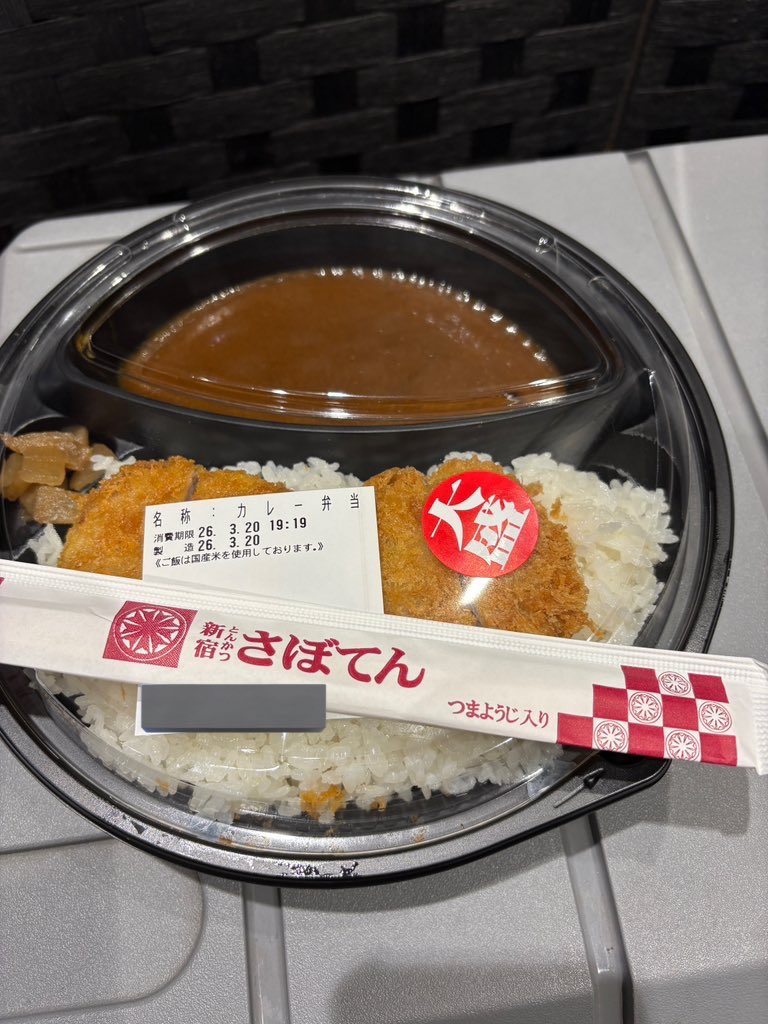 名 称 : カレー弁当
消費期限 26. 3.20 19:19
製 造 26. 3.20
《ご飯は国産米を使用しております。》
大盛
新宿 とんかつ さぼてん
つまようじ入り